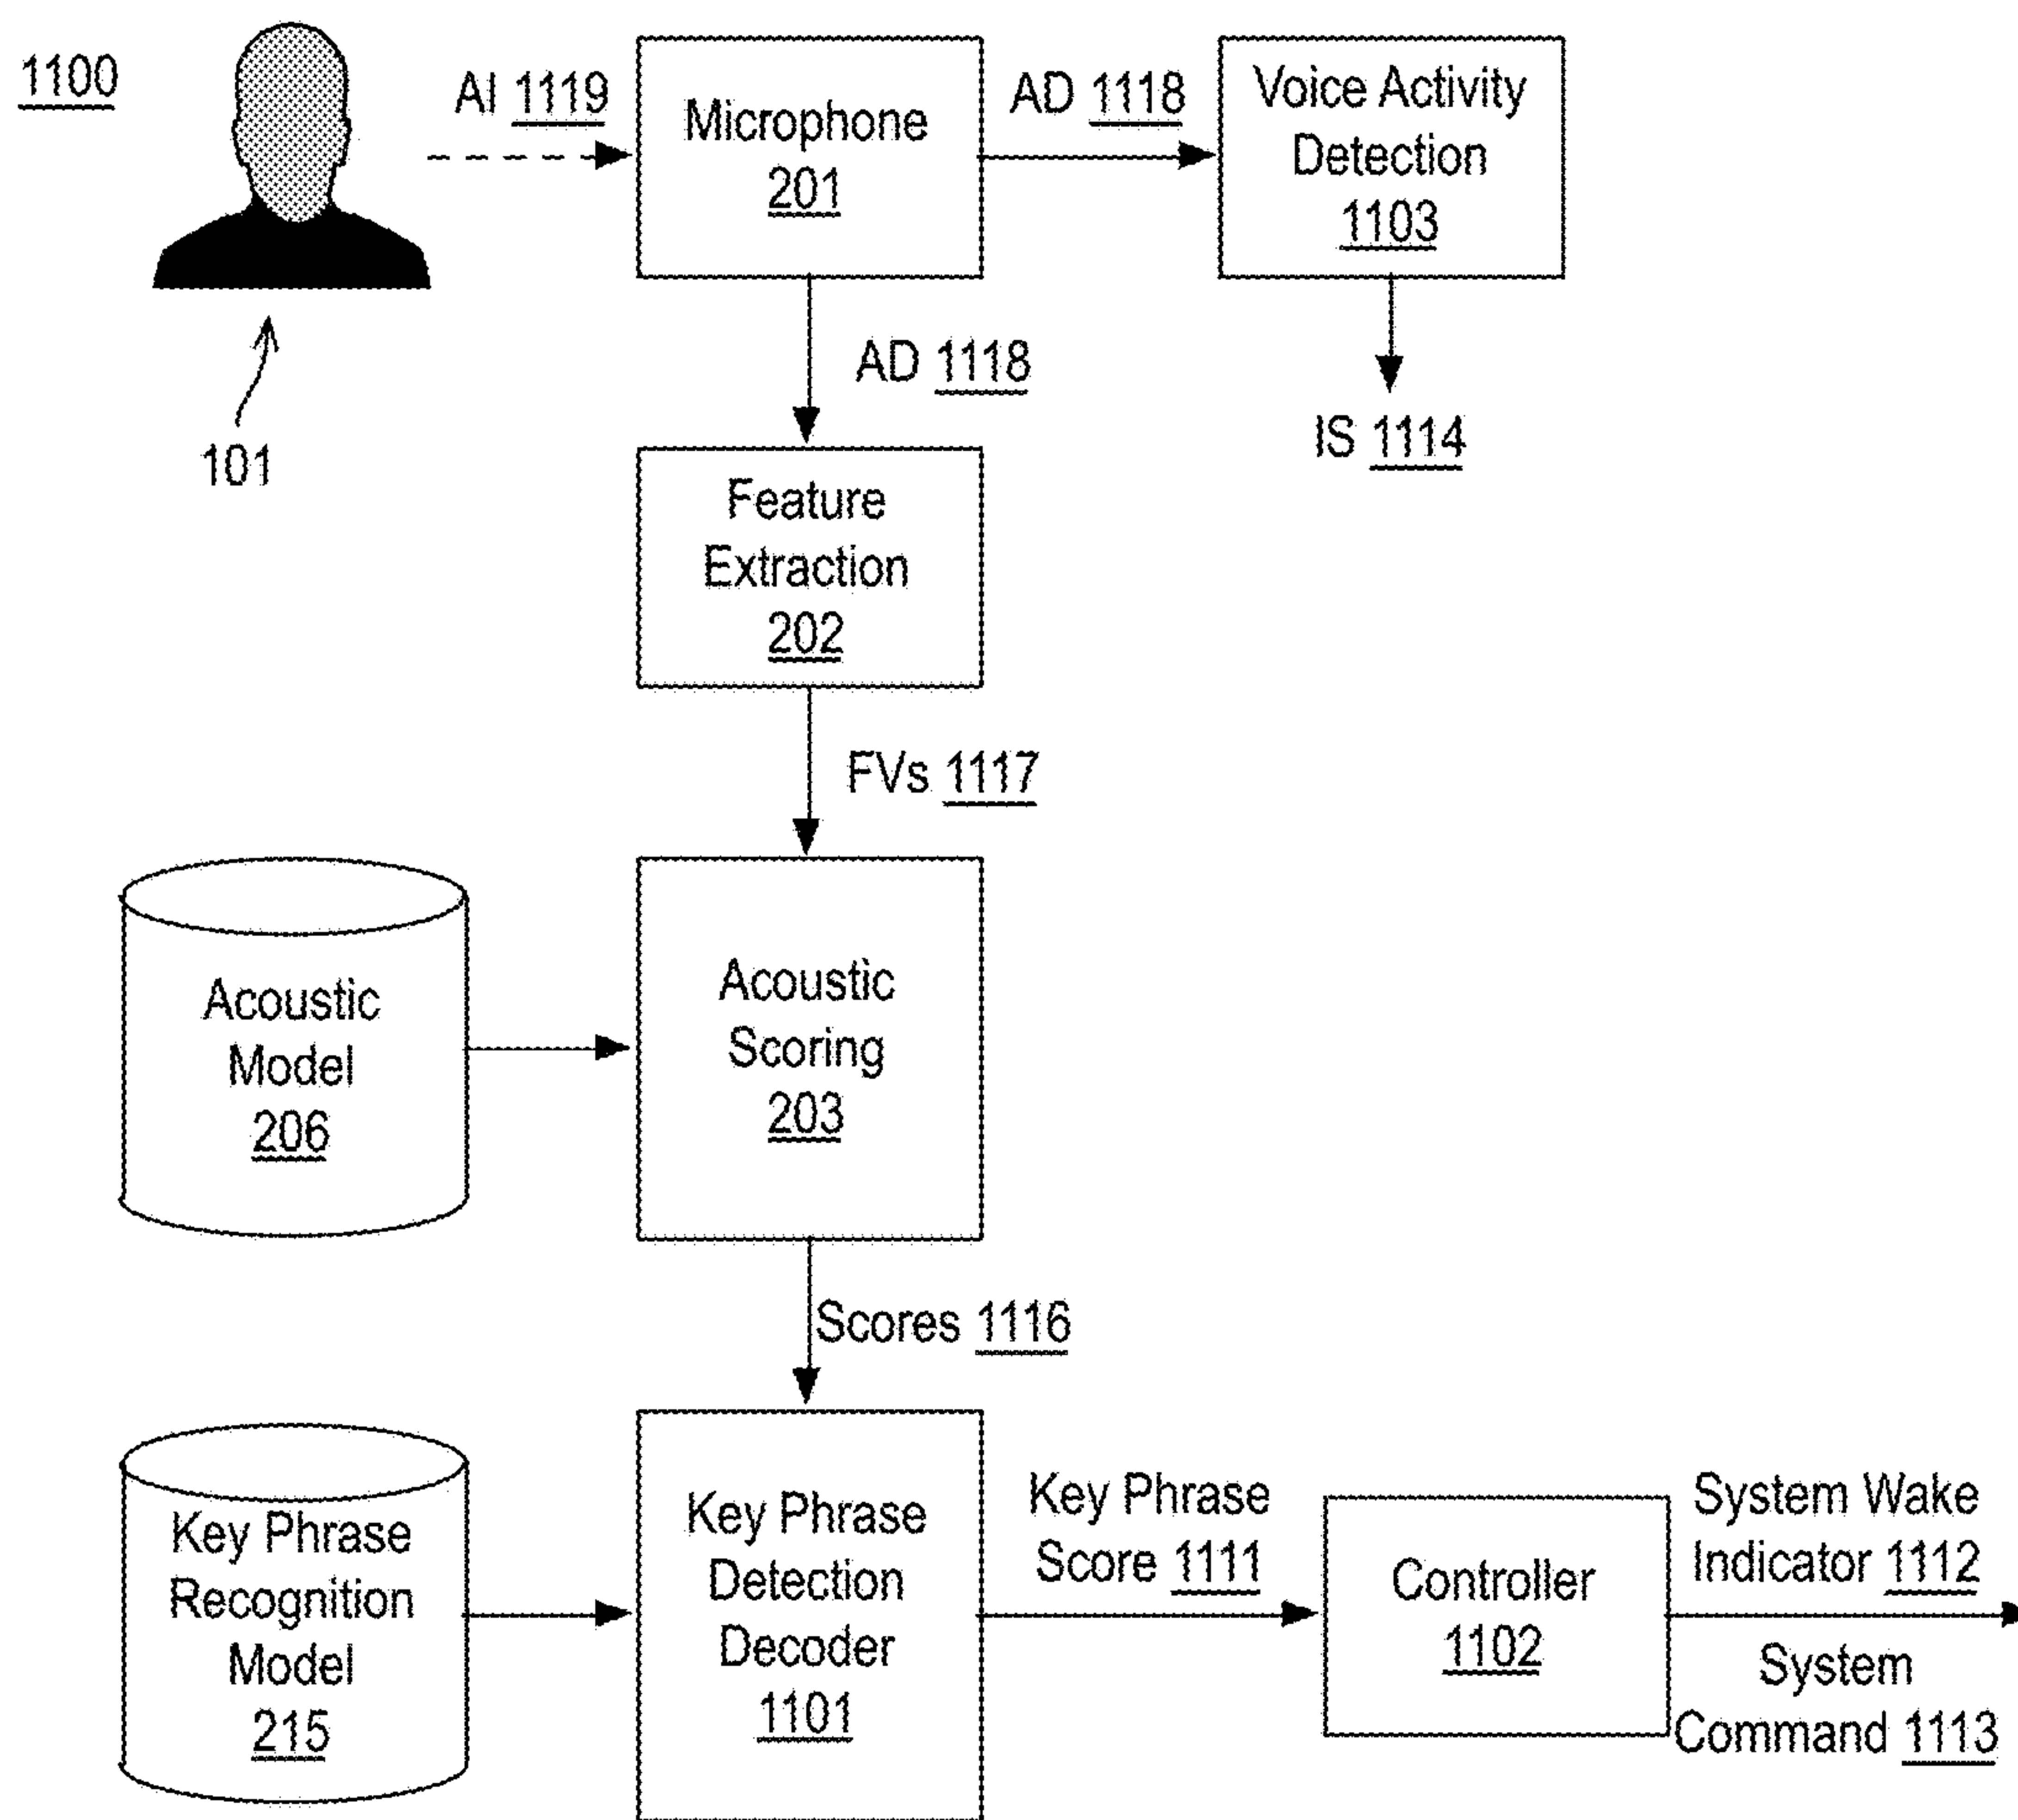 1100
AI 1119
Microphone
201
AD 1118
Voice Activity
Detection
1103
101
AD 1118
IS 1114
Feature
Extraction
202
FVs 1117
Acoustic
Model
206
Acoustic
Scoring
203
Scores 1116
Key Phrase
Recognition
Model
215
Key Phrase
Detection
Decoder
1101
Key Phrase
Score 1111
Controller
1102
System Wake
Indicator 1112
System
Command 1113